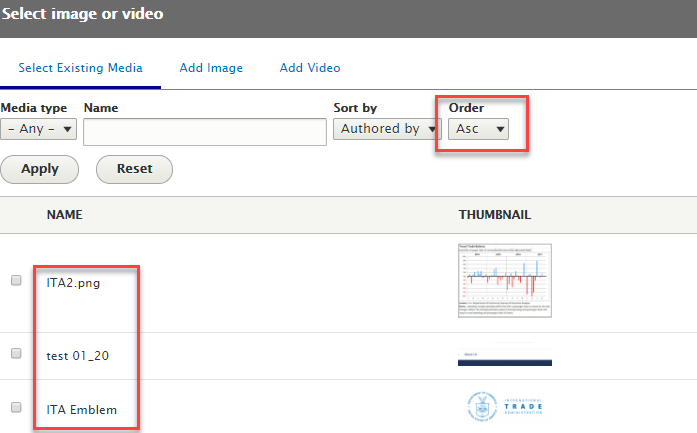 Select image or video
Select Existing Media Add Image Add Video
Media type Name Sort by Order
- Any - Authored by Asc
Apply Reset
NAME THUMBNAIL
ITA2.png
test 01_20
ITA Emblem
INTERNATIONAL
TRADE
ADMINISTRATION